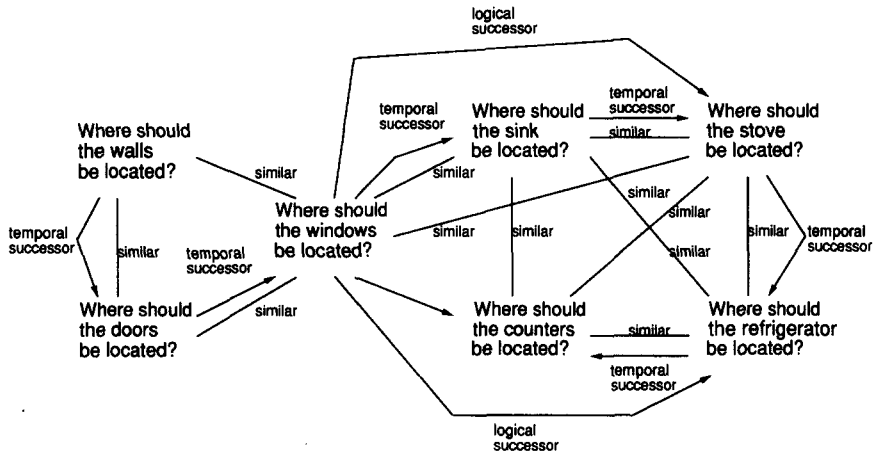 logical
successor
temporal
successor
Where should
the sink
be located?
temporal
successor
similar
Where should
the stove
be located?
Where should
the walls
be located?
similar
similar
Where should
the windows
be located?
similar
similar
similar
similar
similar
similar
temporal
successor
temporal
successor
similar
temporal
successor
similar
Where should
the doors
be located?
Where should
the counters
be located?
similar
Where should
the refrigerator
be located?
temporal
successor
logical
successor